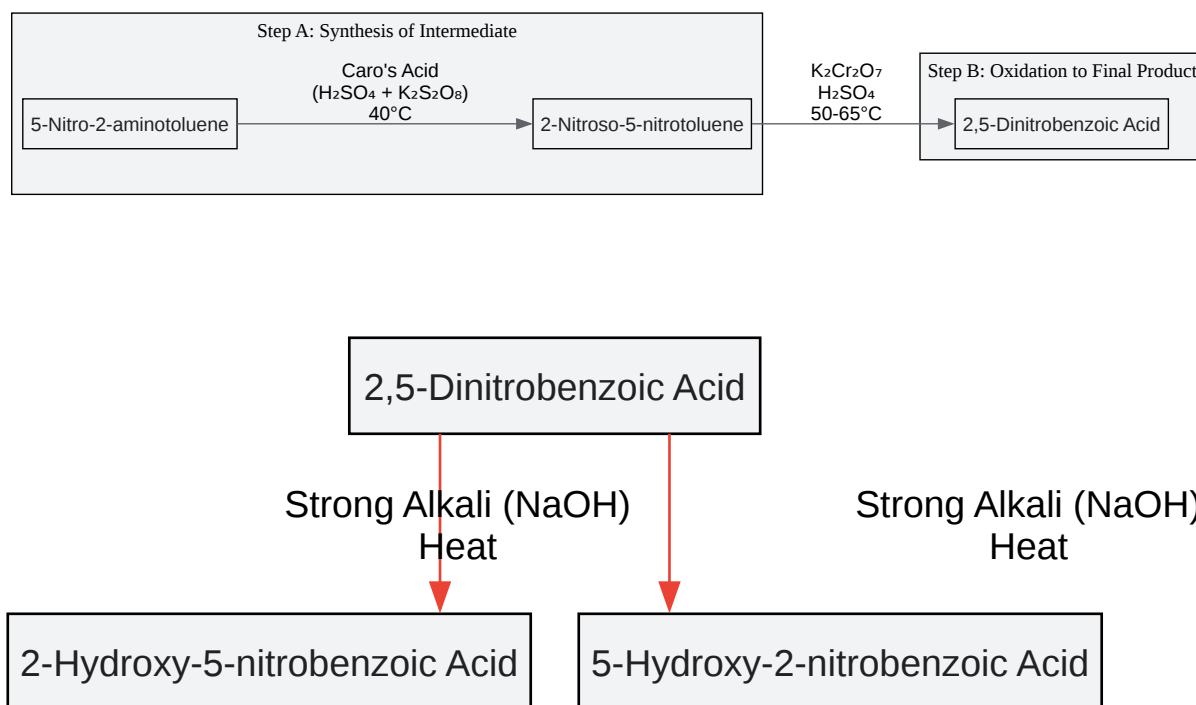 Step A: Synthesis of Intermediate
Caro's Acid
(H₂SO₄ + K₂S₂O₈)
40°C
5-Nitro-2-aminotoluene
2-Nitroso-5-nitrotoluene
K₂Cr₂O₇
H₂SO₄
50-65°C
Step B: Oxidation to Final Product
2,5-Dinitrobenzoic Acid
2,5-Dinitrobenzoic Acid
Strong Alkali (NaOH)
Heat
Strong Alkali (NaOH)
Heat
2-Hydroxy-5-nitrobenzoic Acid
5-Hydroxy-2-nitrobenzoic Acid